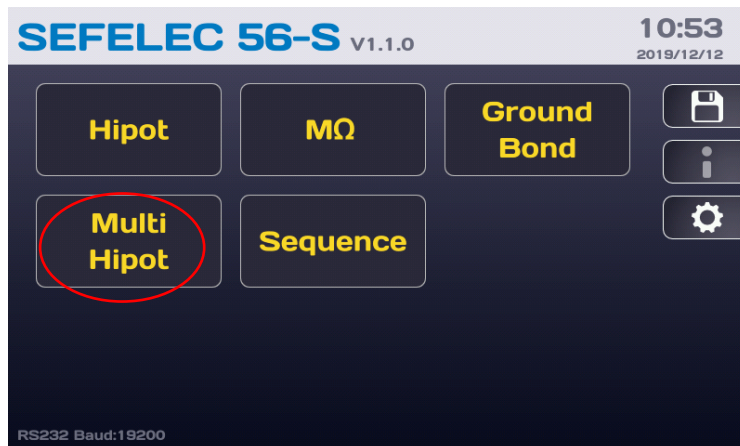 SEFELEC 56-S V1.1.0
10:53
2019/12/12
Hipot
MΩ
Ground
Bond
Multi
Hipot
Sequence
RS232 Baud:19200